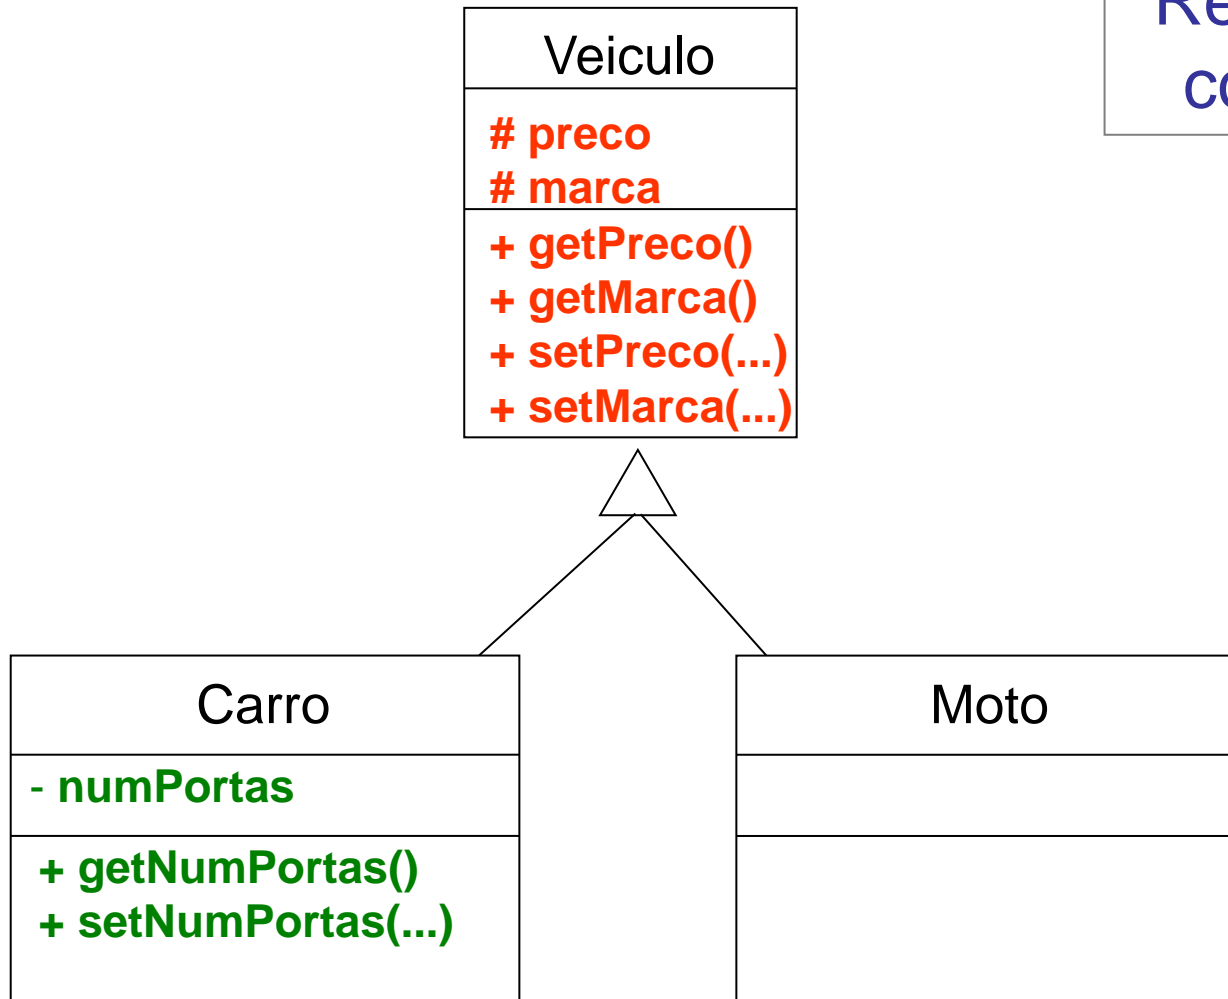 Veiculo
# preco
# marca
+ getPreco()
+ getMarca()
+ setPreco(...)
+ setMarca(...)
Carro
- numPortas
+ getNumPortas()
+ setNumPortas(...)
Moto